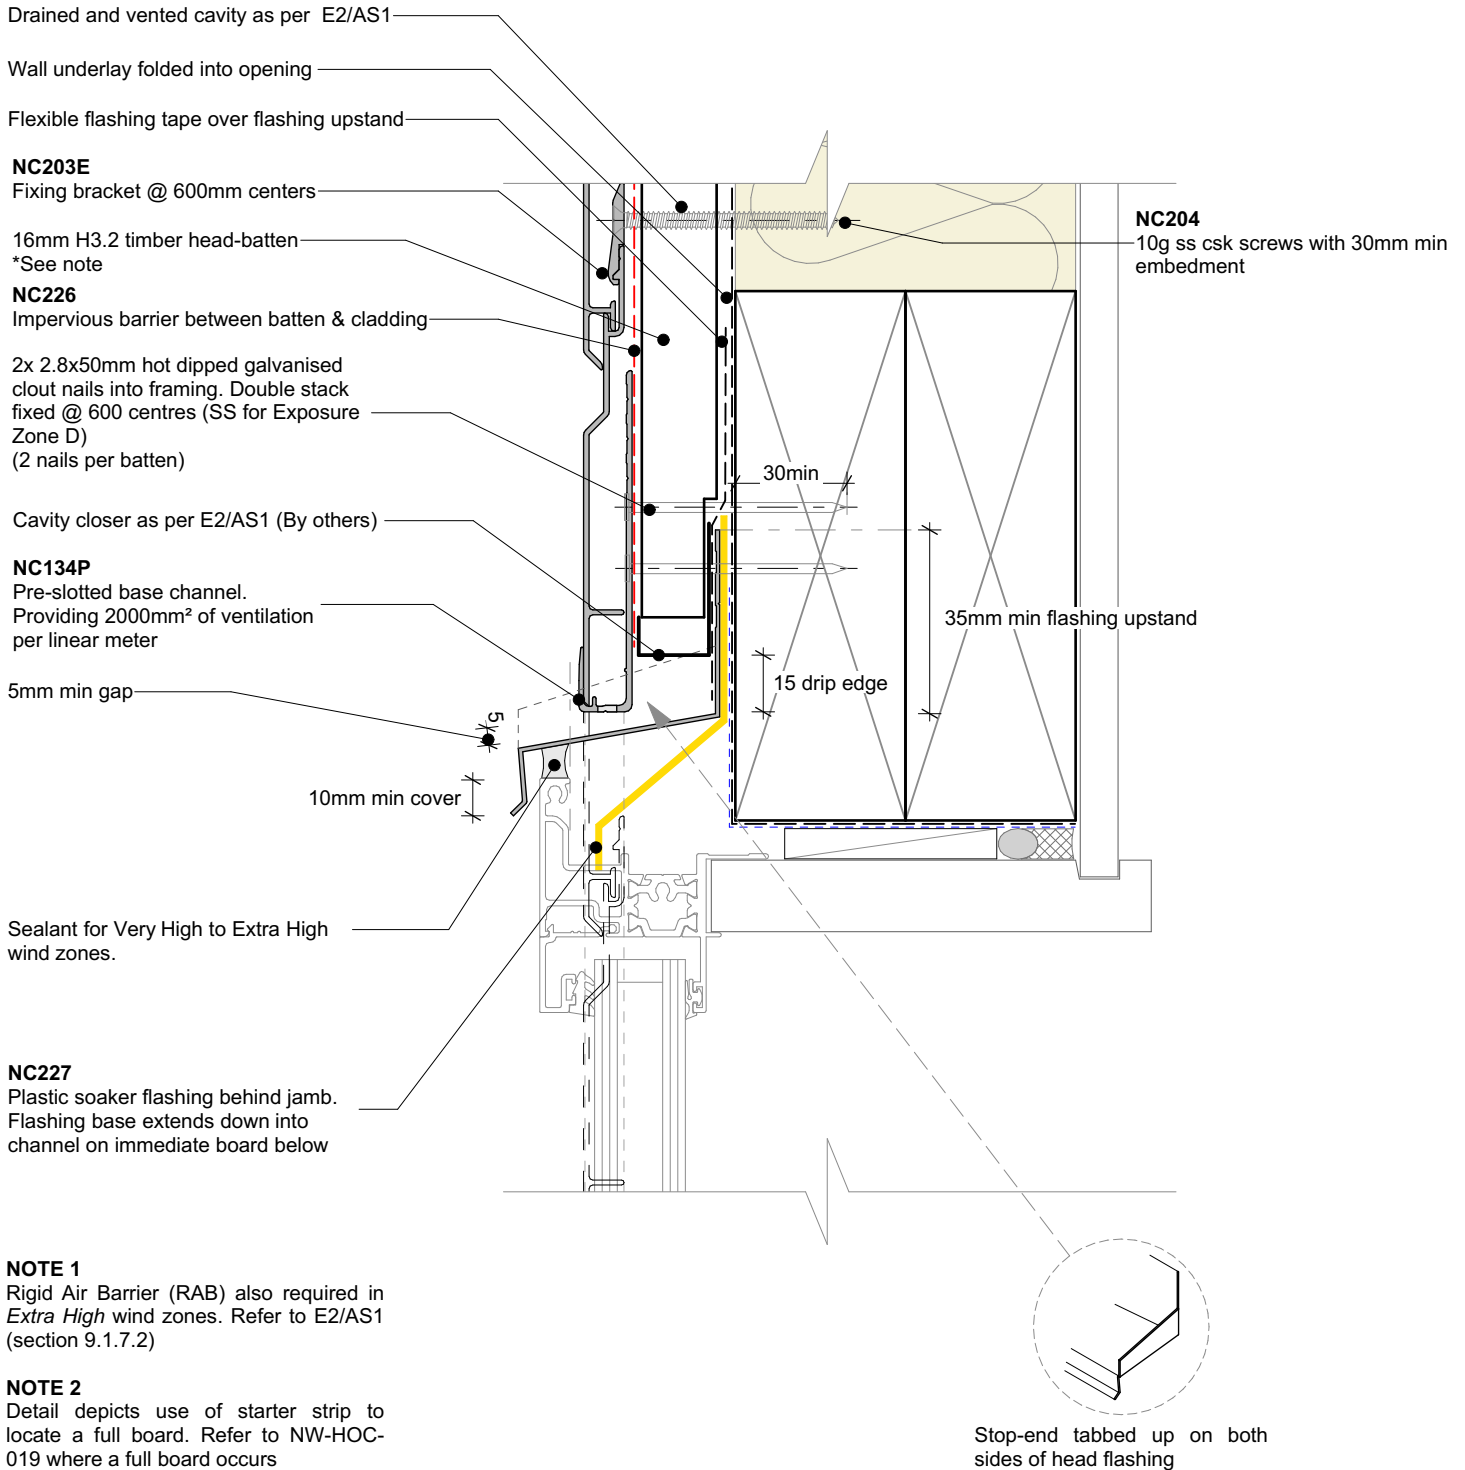 Drained and vented cavity as per E2/AS1
Wall underlay folded into opening
Flexible flashing tape over flashing upstand
NC203E
Fixing bracket @ 600mm centers
16mm H3.2 timber head-batten
*See note
NC226
Impervious barrier between batten & cladding
2x 2.8x50mm hot dipped galvanised
clout nails into framing. Double stack
fixed @ 600 centres (SS for Exposure
Zone D)
(2 nails per batten)
Cavity closer as per E2/AS1 (By others)
NC134P
Pre-slotted base channel.
Providing 2000mm² of ventilation
per linear meter
5mm min gap
5
10mm min cover
Sealant for Very High to Extra High
wind zones.
NC227
Plastic soaker flashing behind jamb.
Flashing base extends down into
channel on immediate board below
NC204
10g ss csk screws with 30mm min
embedment
30min
35mm min flashing upstand
15 drip edge
NOTE 1
Rigid Air Barrier (RAB) also required in
Extra High wind zones. Refer to E2/AS1
(section 9.1.7.2)
NOTE 2
Detail depicts use of starter strip to
locate a full board. Refer to NW-HOC-
019 where a full board occurs
Stop-end tabbed up on both
sides of head flashing